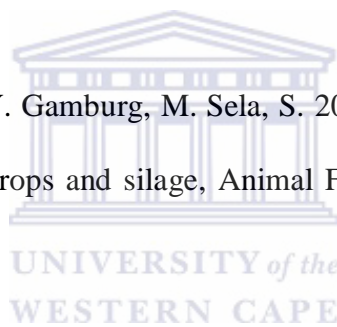 . Gamburg, M. Sela, S. 20
rops and silage, Animal F
UNIVERSITY of the
WESTERN CAPE